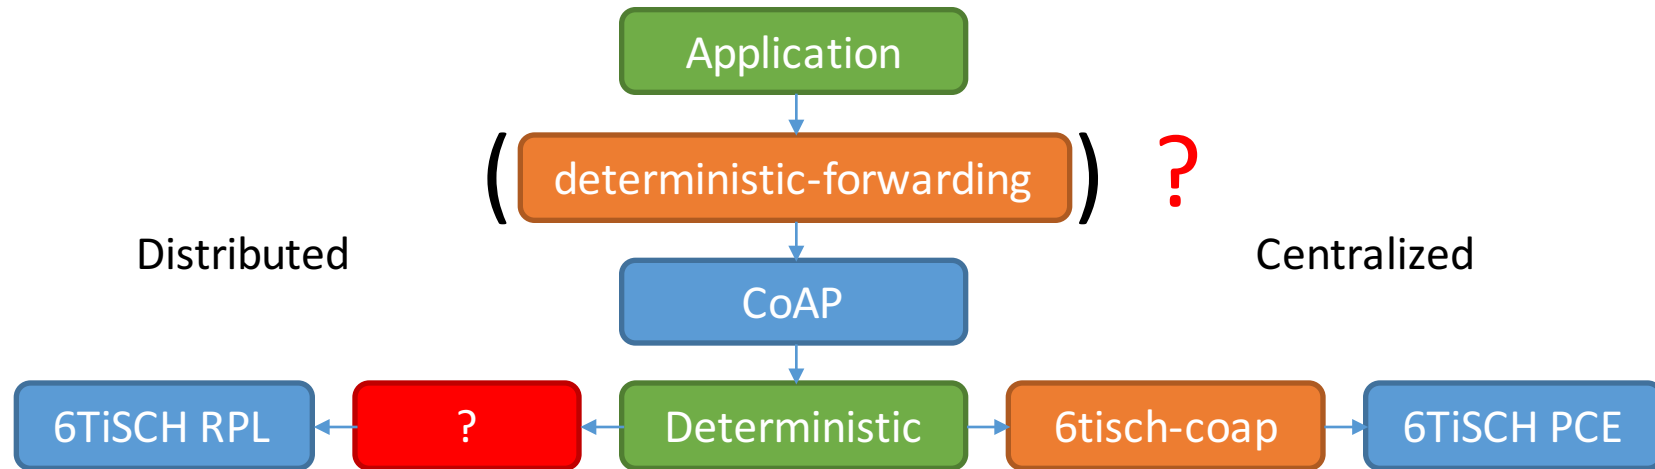 Application
( deterministic-forwarding ) ?
Distributed
Centralized
CoAP
6TiSCH RPL
?
Deterministic
6tisch-coap
6TiSCH PCE